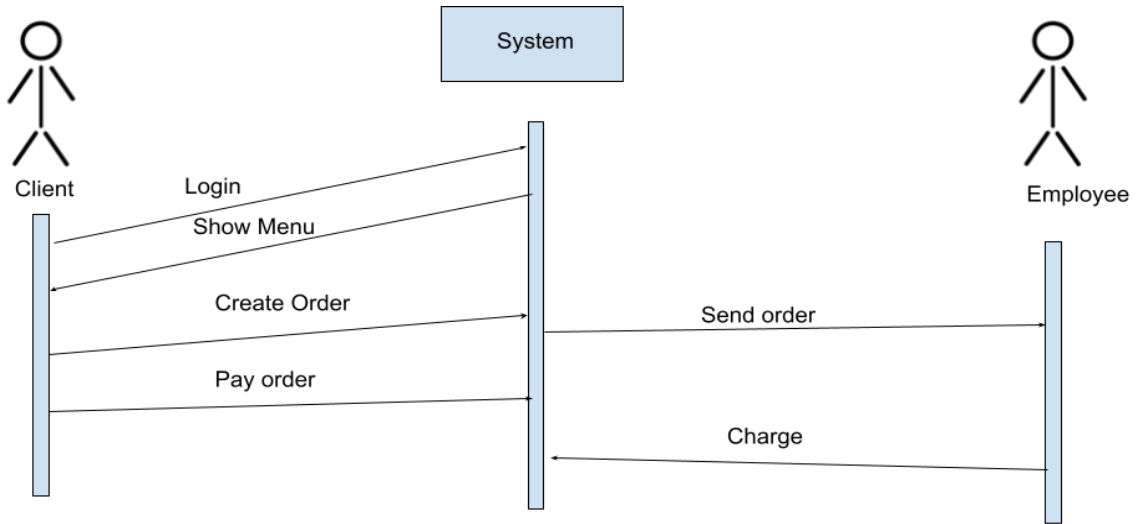 System
Client
Employee
Login
Show Menu
Create Order
Send order
Pay order
Charge